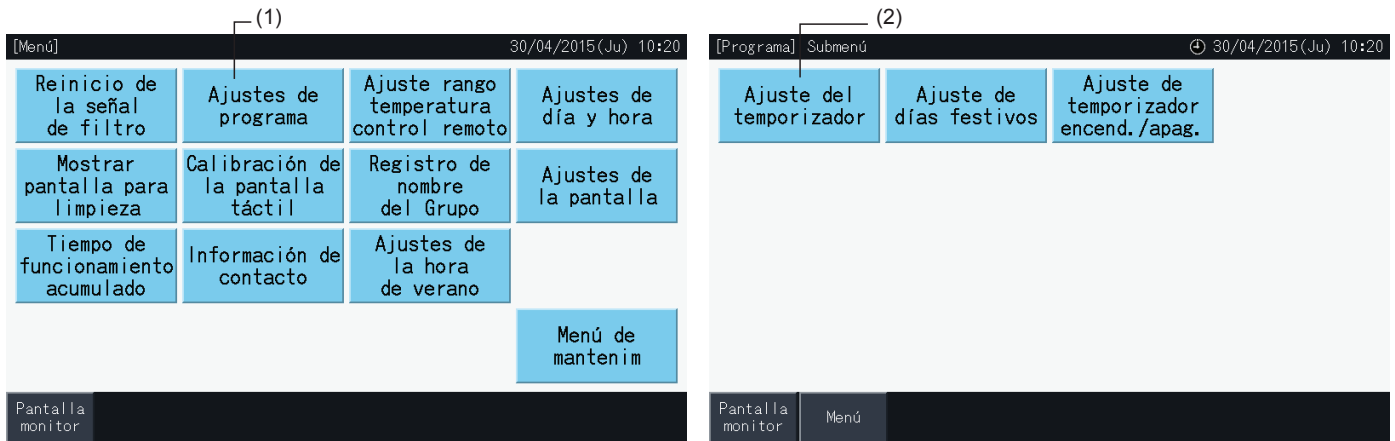 (1)
[Menú] 30/04/2015(Ju) 10:20
Reinicio de
la señal
de filtro
Ajustes de
programa
Ajuste rango
temperatura
control remoto
Ajustes de
día y hora
Mostrar
pantalla para
limpieza
Calibración de
la pantalla
táctil
Registro de
nombre
del Grupo
Ajustes de
la pantalla
Tiempo de
funcionamiento
acumulado
Información de
contacto
Ajustes de
la hora
de verano
Menú de
mantenim
Pantalla
monitor
(2)
[Programa] Submenú 30/04/2015(Ju) 10:20
Ajuste del
temporizador
Ajuste de
días festivos
Ajuste de
temporizador
encend./apag.
Pantalla
monitor
Menú